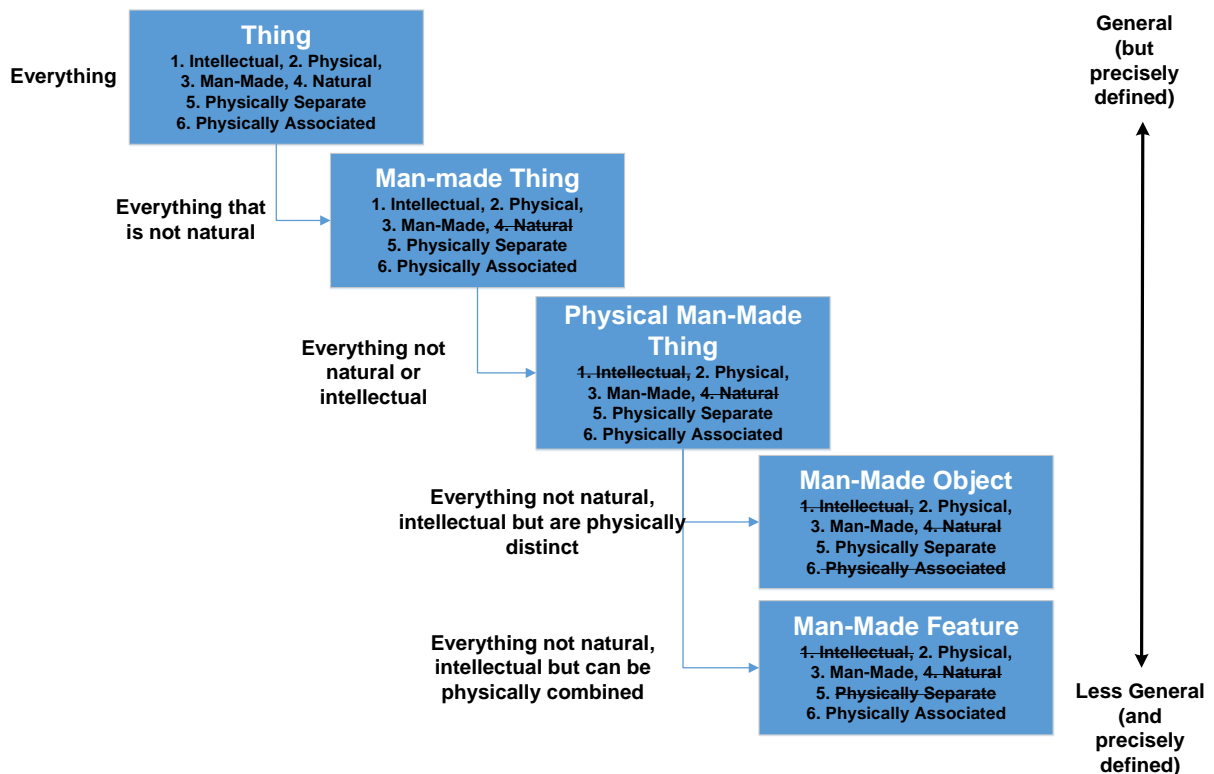 Thing
1. Intellectual, 2. Physical,
3. Man-Made, 4. Natural
5. Physically Separate
6. Physically Associated
Everything
General
(but
precisely
defined)
Man-made Thing
1. Intellectual, 2. Physical,
3. Man-Made, 4. Natural
5. Physically Separate
6. Physically Associated
Everything that
is not natural
Physical Man-Made
Thing
1. Intellectual, 2. Physical,
3. Man-Made, 4. Natural
5. Physically Separate
6. Physically Associated
Everything not
natural or
intellectual
Man-Made Object
1. Intellectual, 2. Physical,
3. Man-Made, 4. Natural
5. Physically Separate
6. Physically Associated
Everything not natural,
intellectual but are physically
distinct
Man-Made Feature
1. Intellectual, 2. Physical,
3. Man-Made, 4. Natural
5. Physically Separate
6. Physically Associated
Everything not natural,
intellectual but can be
physically combined
Less General
(and
precisely
defined)